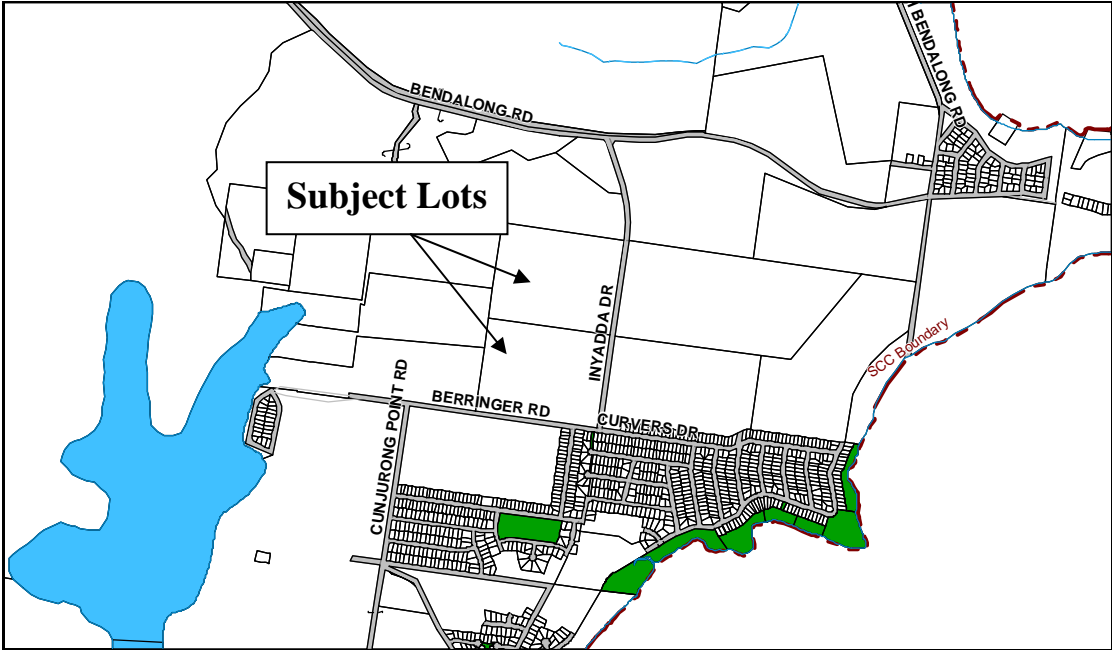 BENDALONG RD
BENDALONG RD
Subject Lots
INYADDA DR
SCC Boundary
CUNJURONG POINT RD
BERRINGER RD
CURVERS DR